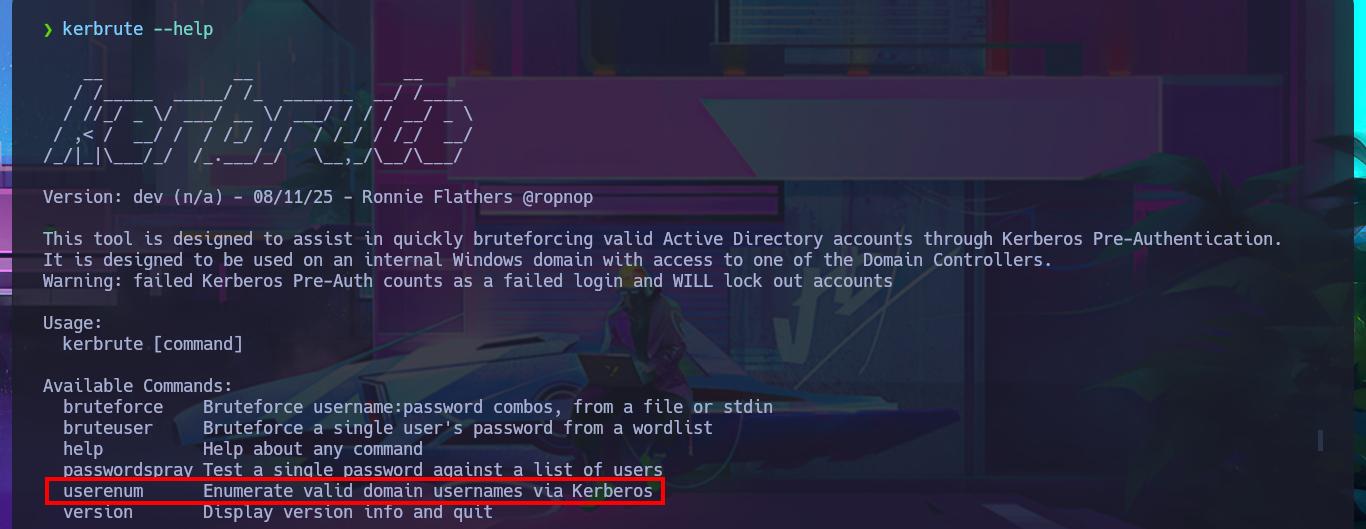 ❯ kerbrute --help
    __             __               __
   / /_____  _____/ /_  _______  __/ /____
  / //_/ _ \/ ___/ __ \/ ___/ / / / __/ _ \
 / ,< /  __/ /  / /_/ / /  / /_/ / /_/  __/
/_/|_|\___/_/  /_.___/_/   \__,_/\__/\___/
Version: dev (n/a) - 08/11/25 - Ronnie Flathers @ropnop
This tool is designed to assist in quickly bruteforcing valid Active Directory accounts through Kerberos Pre-Authentication.
It is designed to be used on an internal Windows domain with access to one of the Domain Controllers.
Warning: failed Kerberos Pre-Auth counts as a failed login and WILL lock out accounts
Usage:
  kerbrute [command]
Available Commands:
  bruteforce    Bruteforce username:password combos, from a file or stdin
  bruteuser     Bruteforce a single user's password from a wordlist
  help          Help about any command
  passwordspray Test a single password against a list of users
  userenum      Enumerate valid domain usernames via Kerberos
  version       Display version info and quit